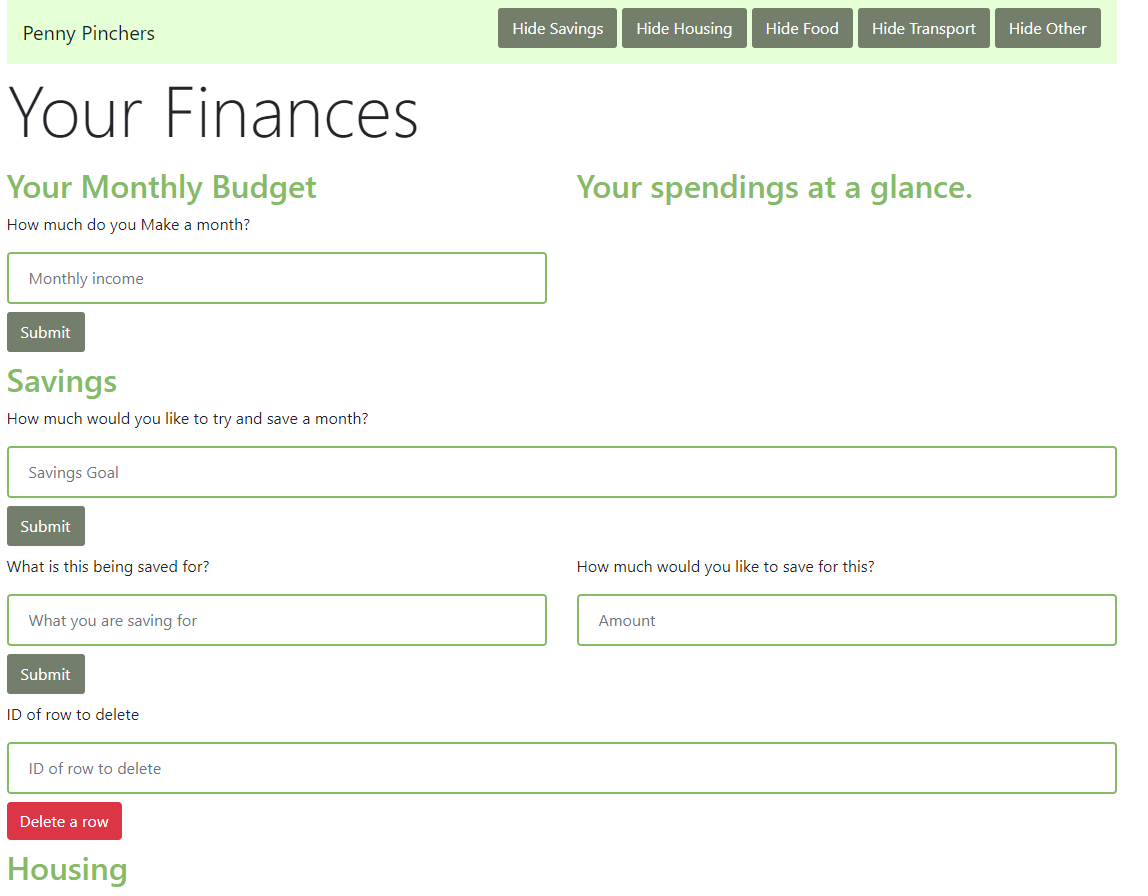 Penny Pinchers
Hide Savings
Hide Housing
Hide Food
Hide Transport
Hide Other
Your Finances
Your Monthly Budget
Your spendings at a glance.
How much do you Make a month?
Monthly income
Submit
Savings
How much would you like to try and save a month?
Savings Goal
Submit
What is this being saved for?
How much would you like to save for this?
What you are saving for
Amount
Submit
ID of row to delete
ID of row to delete
Delete a row
Housing